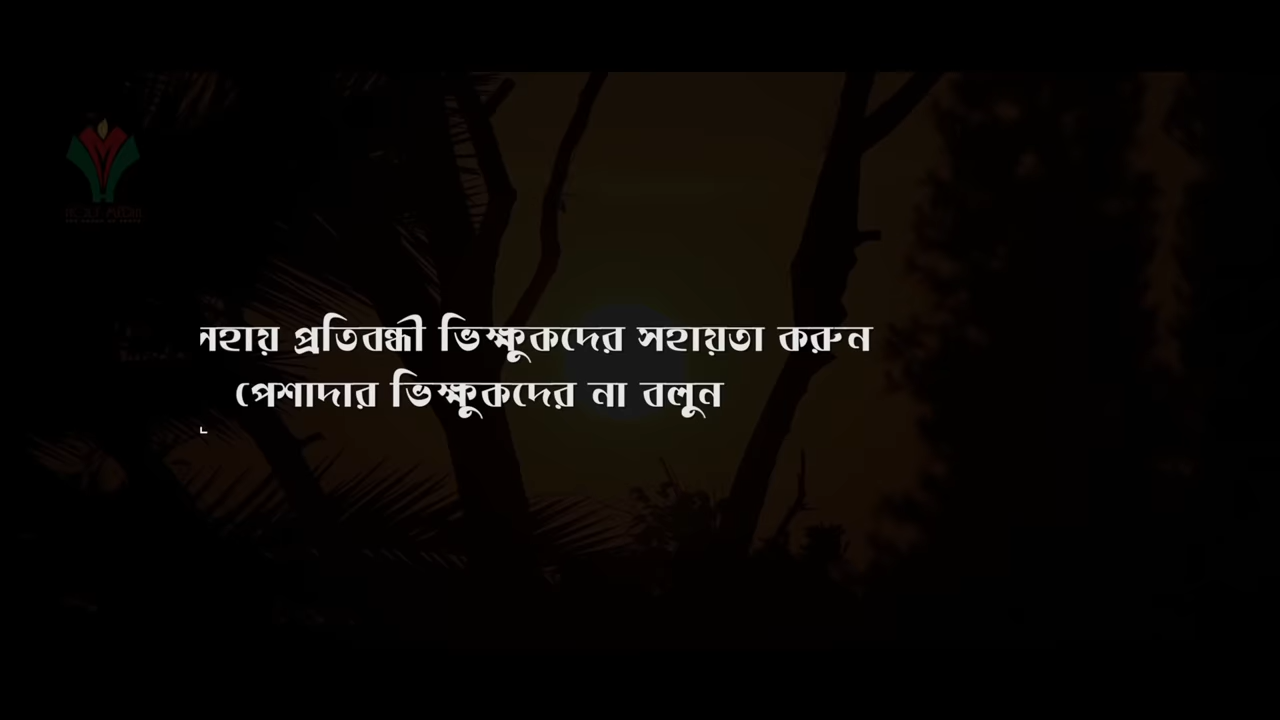 প্রতিবন্ধী ভিক্ষুকদের সহায়তা করুন
পেশাদার ভিক্ষুকদের না বলুন